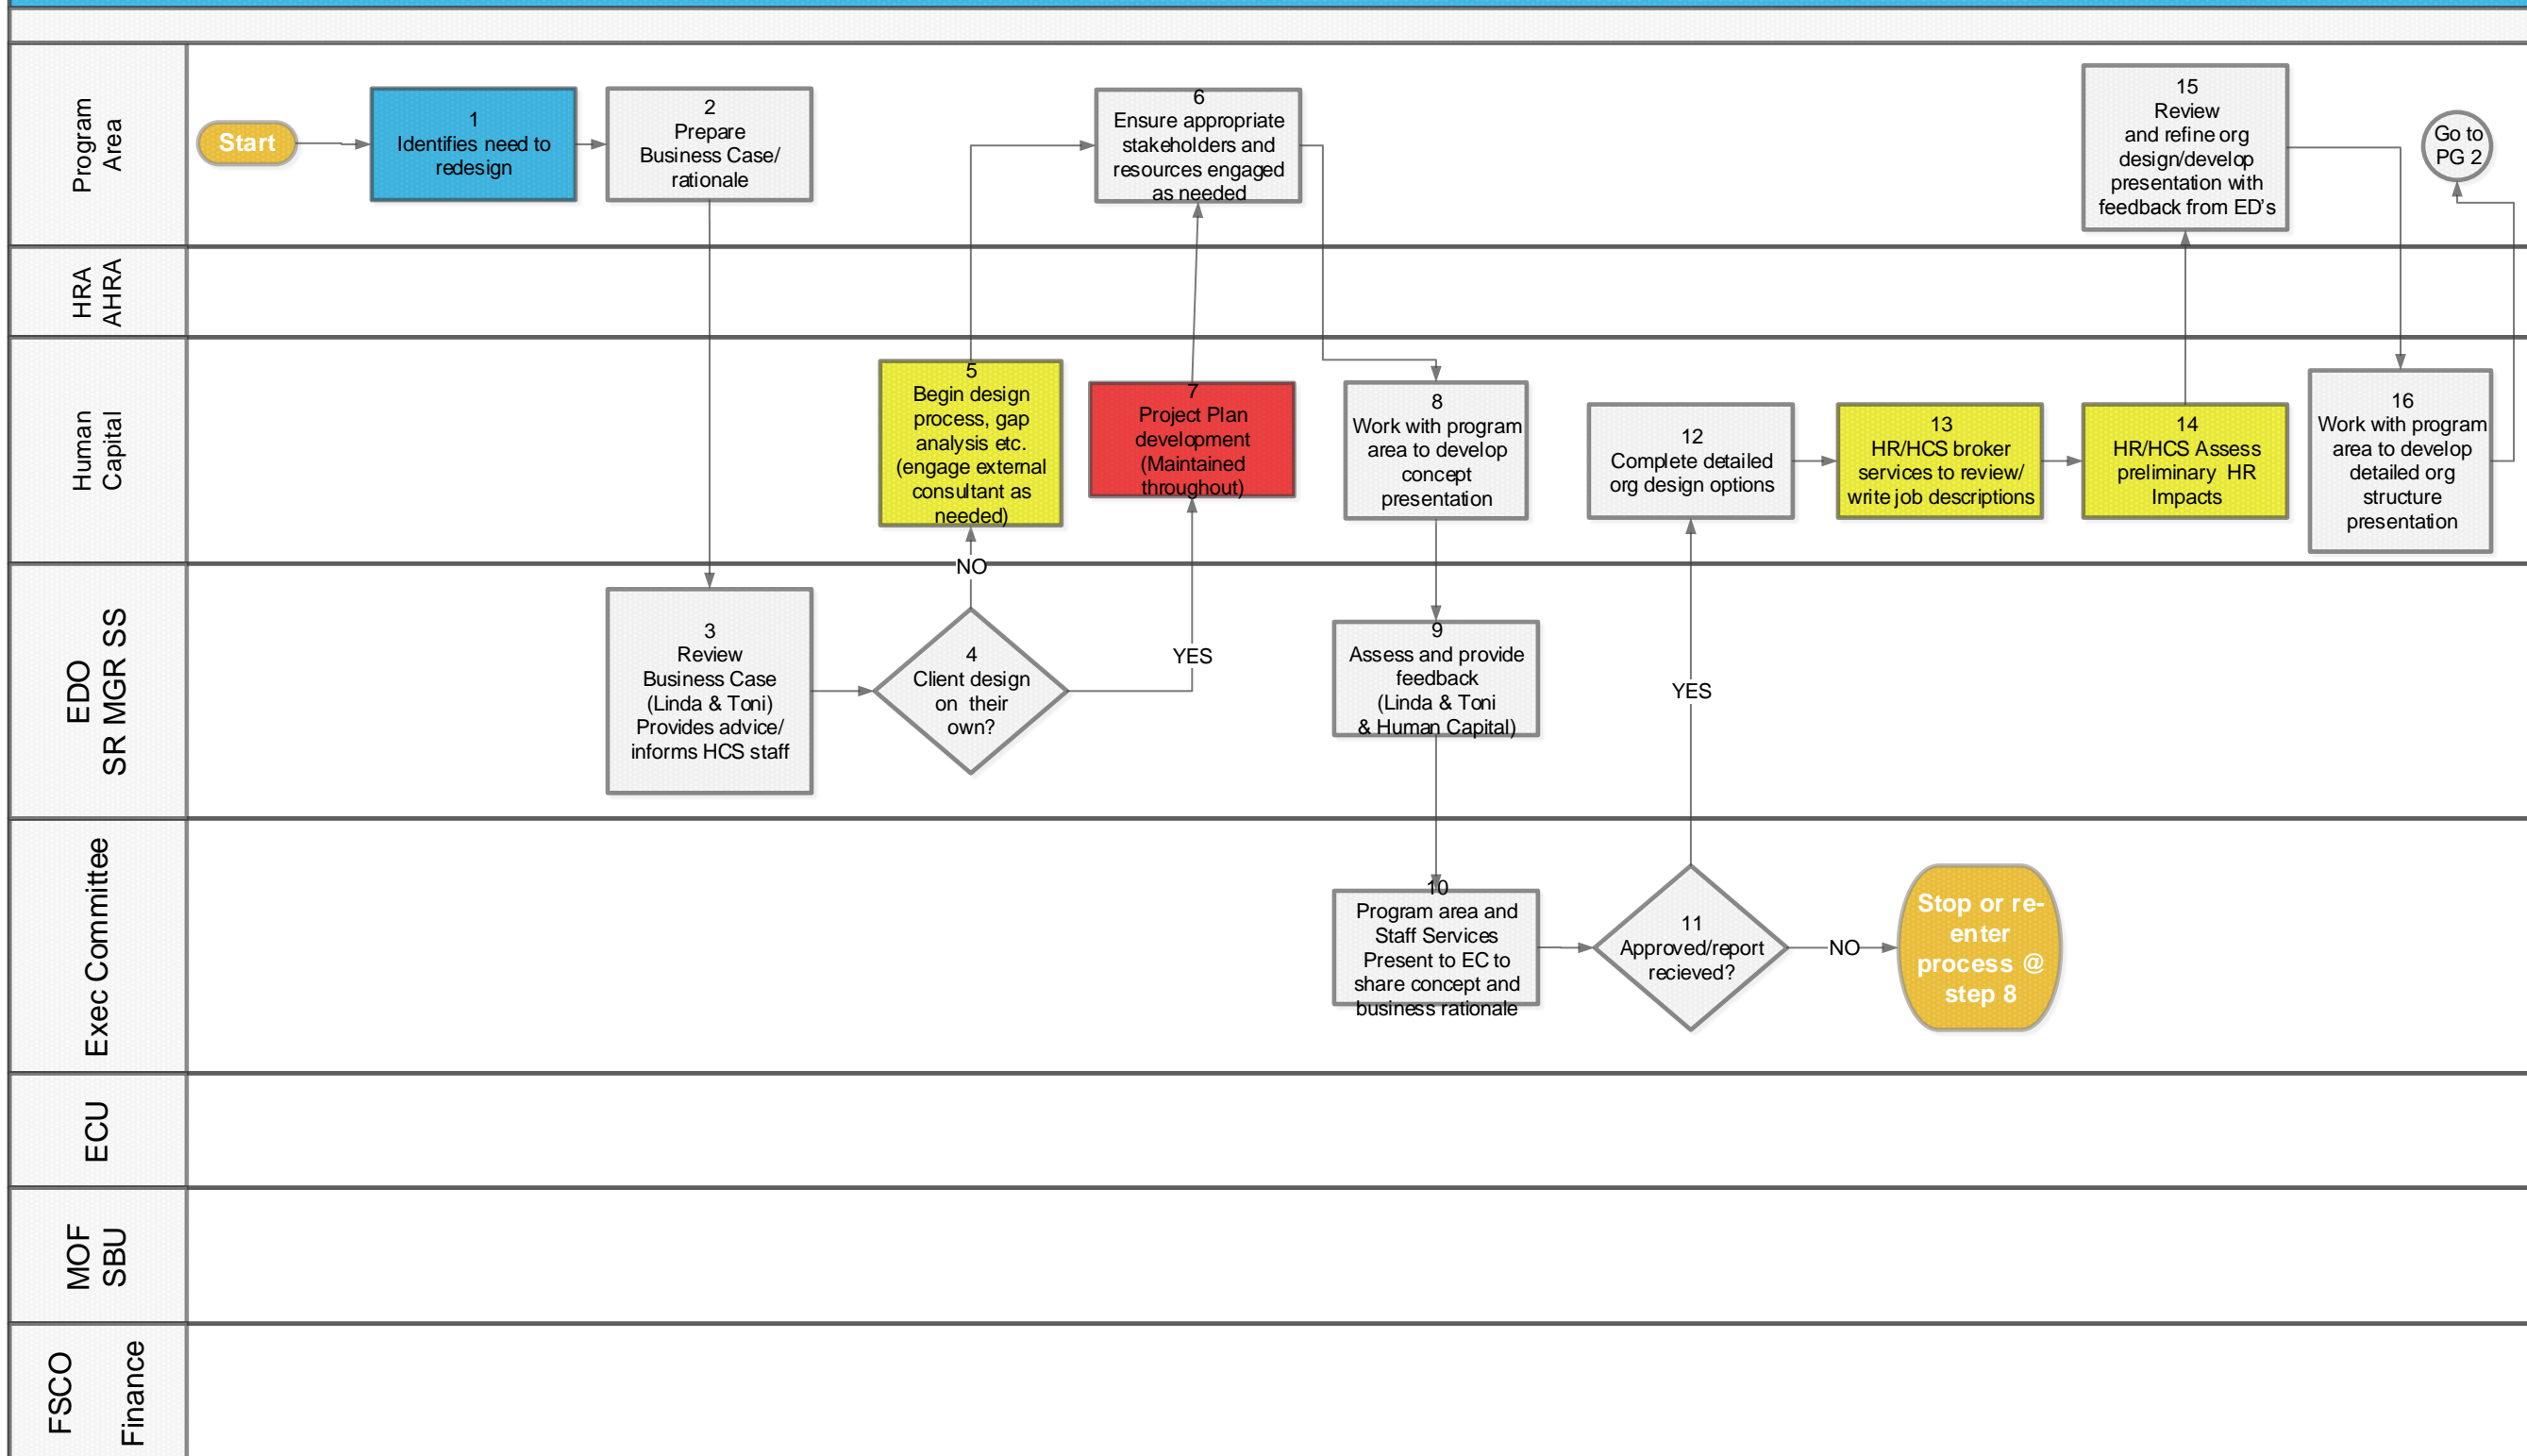 Program
Area
Start
1
Identifies need to
redesign
2
Prepare
Business Case/
rationale
6
Ensure appropriate
stakeholders and
resources engaged
as needed
15
Review
and refine org
design/develop
presentation with
feedback from ED's
Go to
PG 2
HRA
AHRA
Human
Capital
5
Begin design
process, gap
analysis etc.
(engage external
consultant as
needed)
7
Project Plan
development
(Maintained
throughout)
8
Work with program
area to develop
concept
presentation
12
Complete detailed
org design options
13
HR/HCS broker
services to review/
write job descriptions
14
HR/HCS Assess
preliminary HR
Impacts
16
Work with program
area to develop
detailed org
structure
presentation
NO
EDO
SR MGR SS
3
Review
Business Case
(Linda & Toni)
Provides advice/
informs HCS staff
4
Client design
on their
own?
YES
9
Assess and provide
feedback
(Linda & Toni
& Human Capital)
YES
Exec Committee
10
Program area and
Staff Services
Present to EC to
share concept and
business rationale
11
Approved/report
recieved?
NO
Stop or re-
enter
process @
step 8
ECU
MOF
SBU
FSCO
Finance